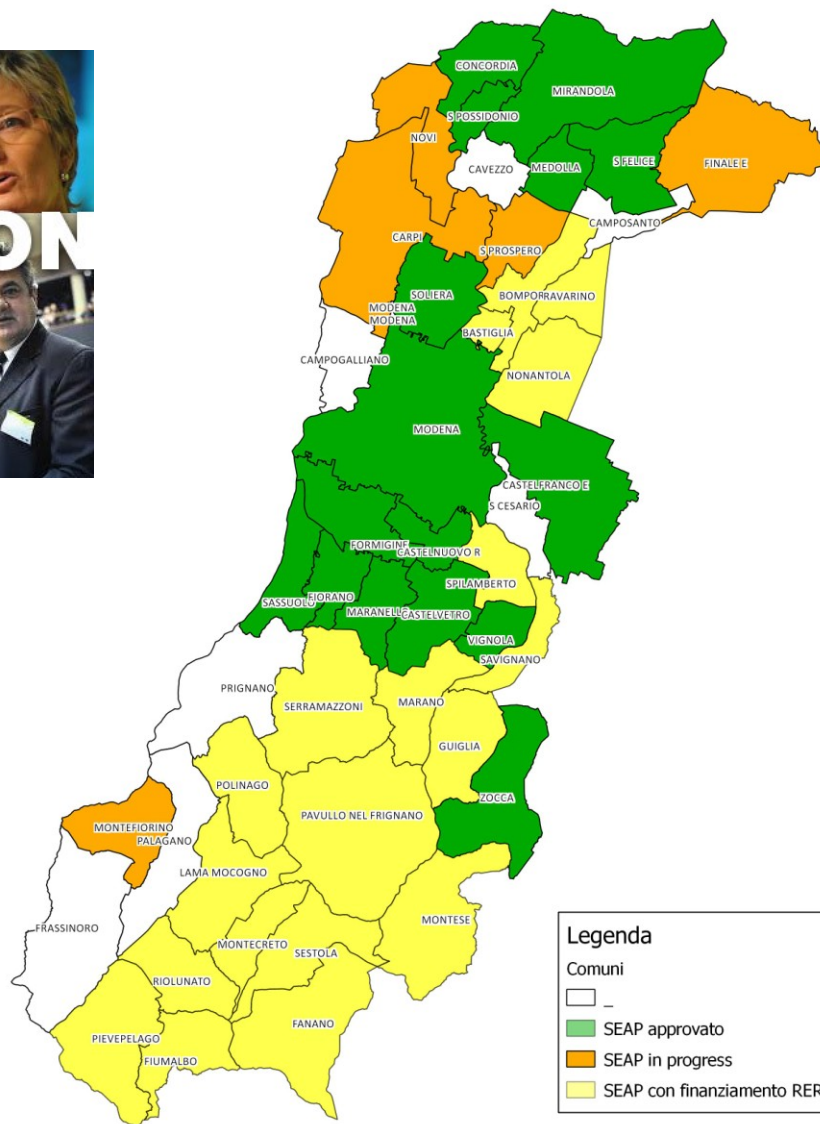 ON
CONCORDIA
MIRANDOLA
S POSSIDONIO
NOVI
CAVEZZO
MEDOLLA
S FELICE
FINALE E
CAMPOSANTO
CARPI
S PROSPERO
SOLIERA
BOMPOR
RAVARINO
MODENA
MODENA
BASTIGLIA
CAMPOGALLIANO
NONANTOLA
MODENA
CASTELFRANCO E
S CESARIO
FORMIGINE
CASTELNUOVO R
SPILAMBERTO
SASSUOLO
FIORANO
MARANELL
CASTELVETRO
VIGNOLA
SAVIGNANO
PRIGNANO
SERRAMAZZONI
MARANO
GUIGLIA
POLINAGO
ZOCCA
PAVULLO NEL FRIGNANO
MONTEFIORINO
PALAGANO
LAMA MOCOGNO
FRASSINORO
MONTESE
MONTECRETO
SESTOLA
RIOLUNATO
FANANO
PIEVEPELAGO
FIUMALBO
Legenda
Comuni
_
SEAP approvato
SEAP in progress
SEAP con finanziamento RER